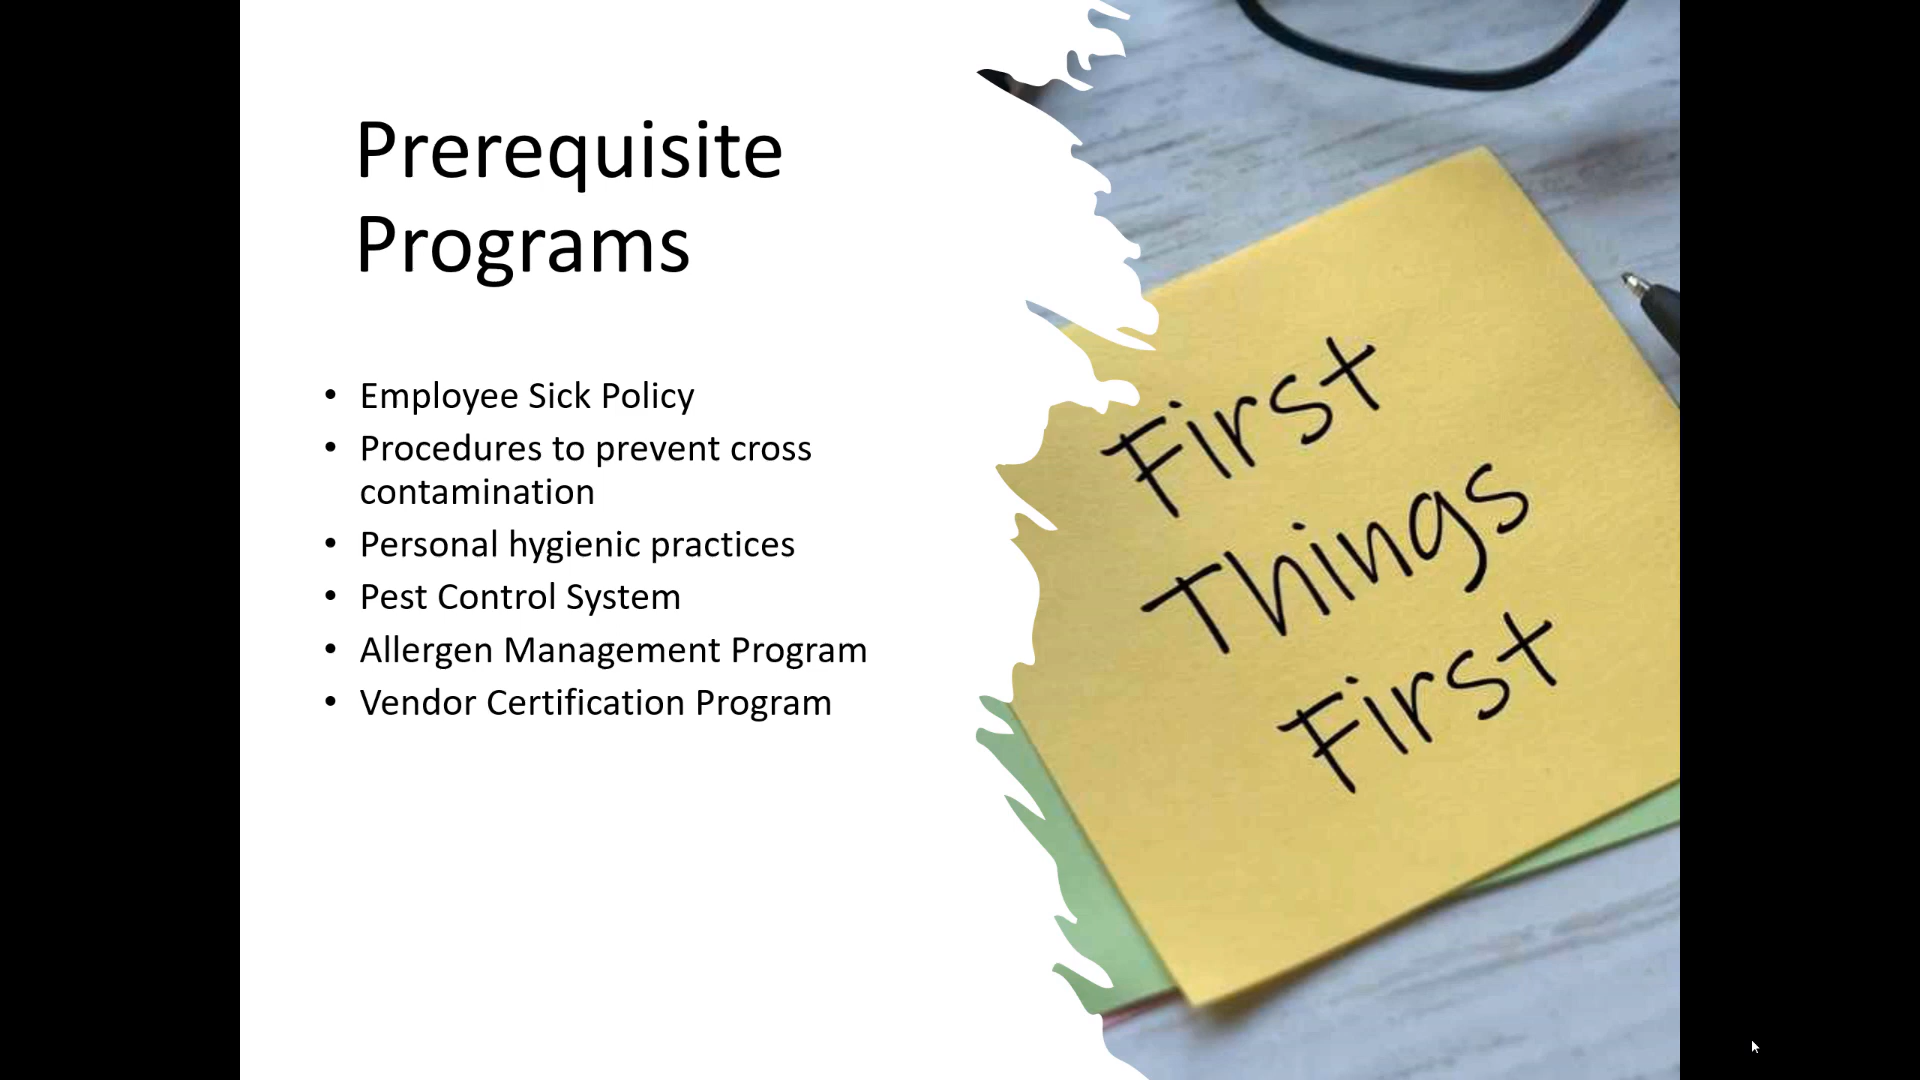 Prerequisite
Programs
• Employee Sick Policy
• Procedures to prevent cross
contamination
• Personal hygienic practices
• Pest Control System
• Allergen Management Program
• Vendor Certification Program
First
Things
First